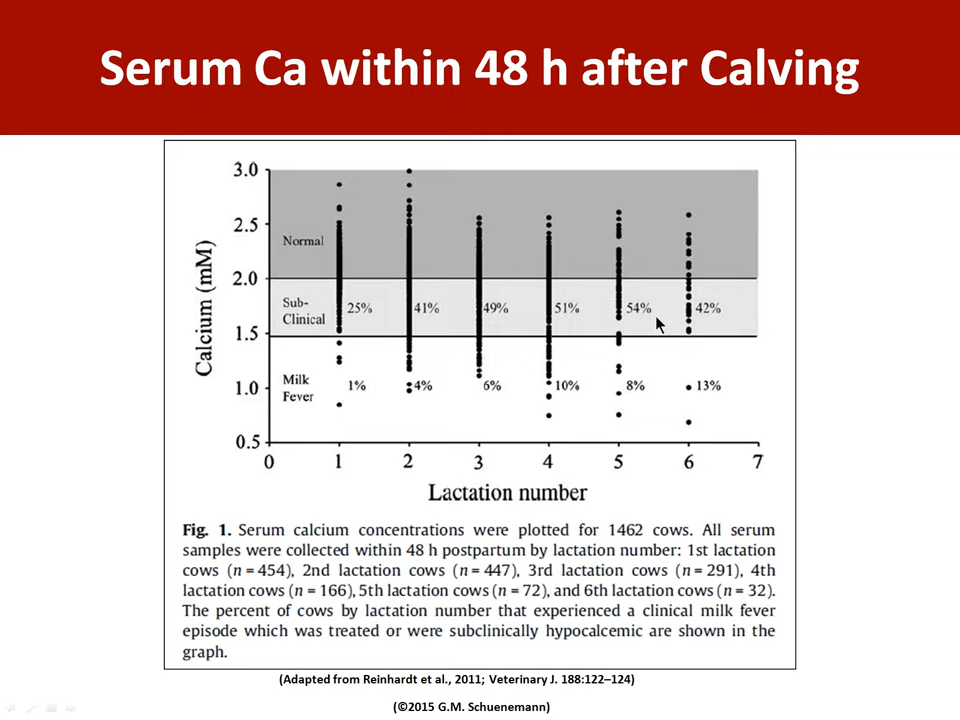 Serum Ca within 48 h after Calving
3.0
2.5
Normal
2.0
Sub-
Clinical
25%
41%
49%
51%
54%
42%
1.5
Milk
Fever
1%
4%
6%
10%
8%
13%
1.0
0.5
Calcium (mM)
0 1 2 3 4 5 6 7
Lactation number
Fig. 1. Serum calcium concentrations were plotted for 1462 cows. All serum
samples were collected within 48 h postpartum by lactation number: 1st lactation
cows (n = 454), 2nd lactation cows (n = 447), 3rd lactation cows (n = 291), 4th
lactation cows (n = 166), 5th lactation cows (n = 72), and 6th lactation cows (n = 32).
The percent of cows by lactation number that experienced a clinical milk fever
episode which was treated or were subclinically hypocalcemic are shown in the
graph.
(Adapted from Reinhardt et al., 2011; Veterinary J. 188:122–124)
(©2015 G.M. Schuenemann)